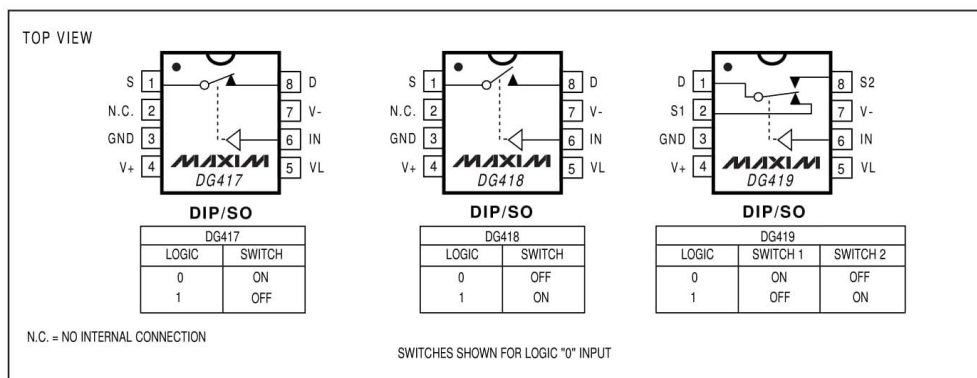 TOP VIEW
S 1 8 D
N.C. 2 7 V-
GND 3 6 IN
V+ 4 5 VL
MAXIM
DG417
DIP/SO
DG417
LOGIC SWITCH
0 ON
1 OFF
S 1 8 D
N.C. 2 7 V-
GND 3 6 IN
V+ 4 5 VL
MAXIM
DG418
DIP/SO
DG418
LOGIC SWITCH
0 OFF
1 ON
D 1 8 S2
S1 2 7 V-
GND 3 6 IN
V+ 4 5 VL
MAXIM
DG419
DIP/SO
DG419
LOGIC SWITCH 1 SWITCH 2
0 ON OFF
1 OFF ON
N.C. = NO INTERNAL CONNECTION
SWITCHES SHOWN FOR LOGIC "0" INPUT